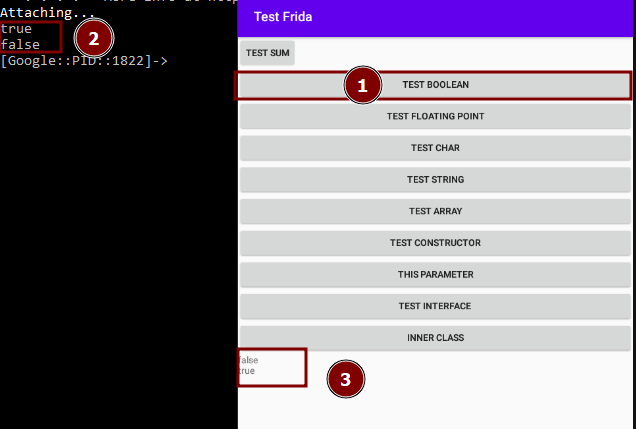 Attaching...
true
false
[Google::PID::1822]->
2
Test Frida
TEST SUM
TEST BOOLEAN
1
TEST FLOATING POINT
TEST CHAR
TEST STRING
TEST ARRAY
TEST CONSTRUCTOR
THIS PARAMETER
TEST INTERFACE
INNER CLASS
false
true
3